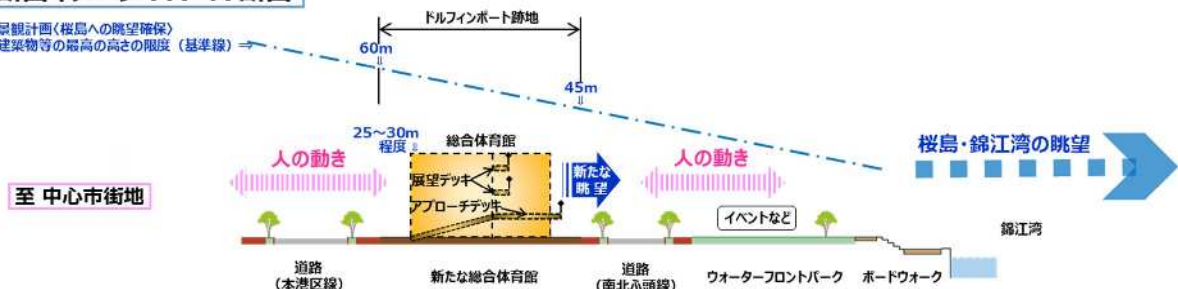 景観計画〈桜島への眺望確保〉
建築物等の最高の高さの限度（基準線）⇒
ドルフィンポート跡地
60m
45m
25～30m
程度
総合体育館
人の動き
展望デッキ
アプローチデッキ
新たな
眺望
人の動き
桜島・錦江湾の眺望
至 中心市街地
イベントなど
錦江湾
道路
（本港区線）
新たな総合体育館
道路
（南北ふ頭線）
ウォーターフロントパーク
ボードウォーク